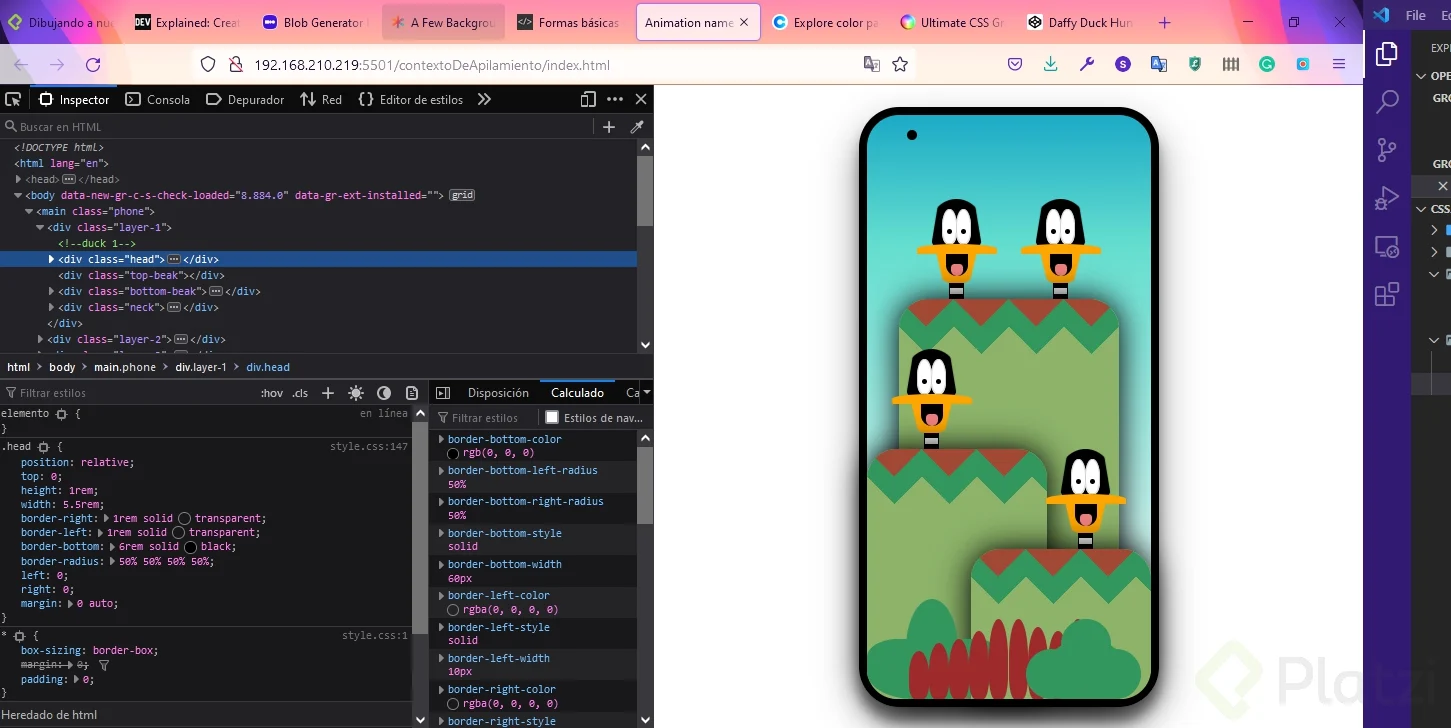 Dibujando a nu
DEV Explained: Crea
Blob Generator
A Few Backgrou
Formas básicas
Animation name
Explore color pa
Ultimate CSS Gr
Daffy Duck Hun
File
192.168.210.219:5501/contextoDeApilamiento/index.html
Inspector
Consola
Depurador
Red
Editor de estilos
Buscar en HTML
<!DOCTYPE html>
<html lang="en">
<head> </head>
<body data-new-gr-c-s-check-loaded="8.884.0" data-gr-ext-installed=""> grid
<main class="phone">
<div class="layer-1">
<!--duck 1-->
<div class="head"> </div>
<div class="top-beak"></div>
<div class="bottom-beak"> </div>
<div class="neck"> </div>
</div>
<div class="layer-2"> </div>
html > body > main.phone > div.layer-1 > div.head
Filtrar estilos
:hov .cls
elemento { en línea
}
.head { style.css:147
position: relative;
top: 0;
height: 1rem;
width: 5.5rem;
border-right: 1rem solid transparent;
border-left: 1rem solid transparent;
border-bottom: 6rem solid black;
border-radius: 50% 50% 50% 50%;
left: 0;
right: 0;
margin: 0 auto;
}
* { style.css:1
box-sizing: border-box;
margin: 0;
padding: 0;
}
Heredado de html
Disposición
Calculado
Ca
Filtrar estilos
Estilos de nav...
border-bottom-color
rgb(0, 0, 0)
border-bottom-left-radius
50%
border-bottom-right-radius
50%
border-bottom-style
solid
border-bottom-width
60px
border-left-color
rgba(0, 0, 0, 0)
border-left-style
solid
border-left-width
10px
border-right-color
rgba(0, 0, 0, 0)
border-right-style
EXP
OPE
GRO
GRO
CSS
Platzi